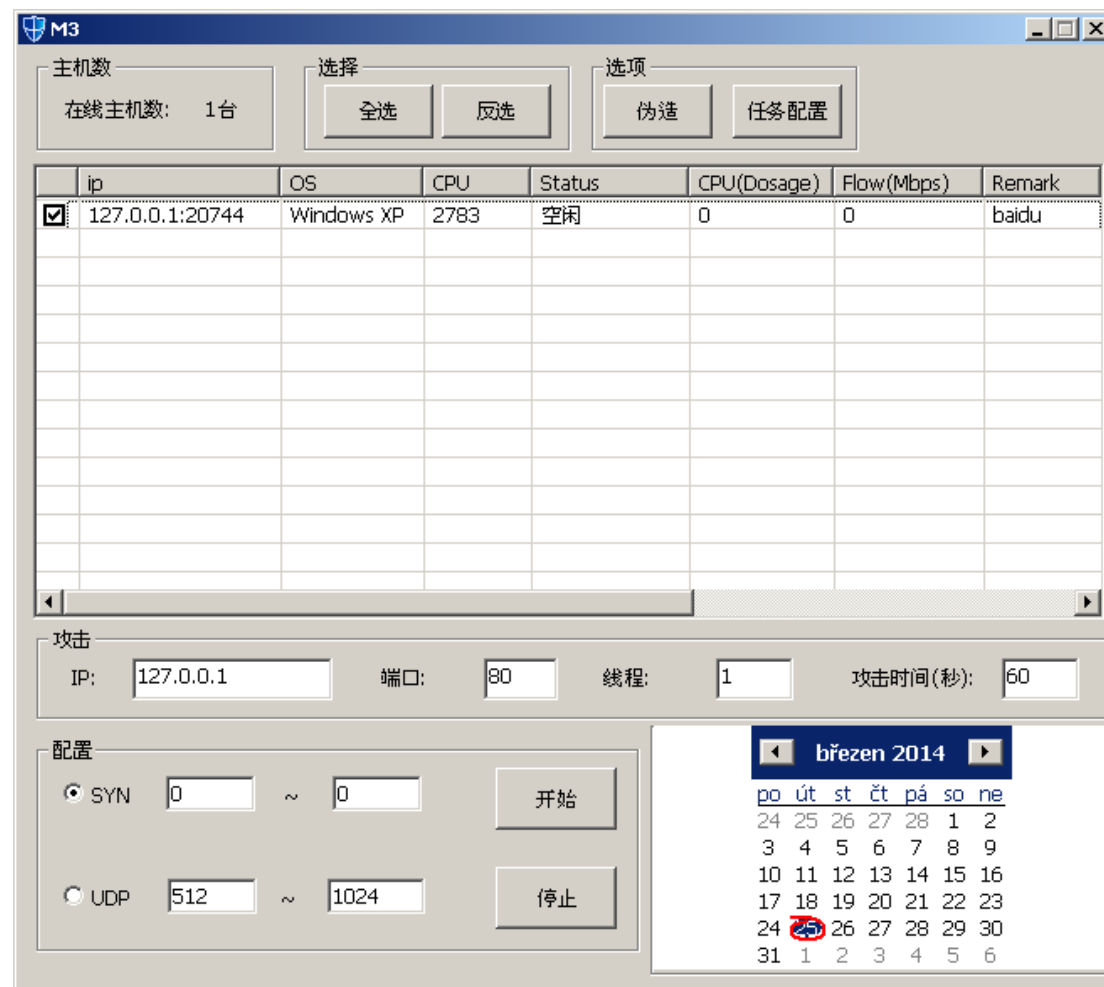 M3
主机数
选择
选项
在线主机数: 1台
全选
反选
伪造
任务配置
ip OS CPU Status CPU(Dosage) Flow(Mbps) Remark
127.0.0.1:20744 Windows XP 2783 空闲 0 0 baidu
攻击
IP: 127.0.0.1 端口: 80 线程: 1 攻击时间(秒): 60
配置
SYN 0 ~ 0 开始
UDP 512 ~ 1024 停止
březen 2014
po út st čt pá so ne
24 25 26 27 28 1 2
3 4 5 6 7 8 9
10 11 12 13 14 15 16
17 18 19 20 21 22 23
24 25 26 27 28 29 30
31 1 2 3 4 5 6